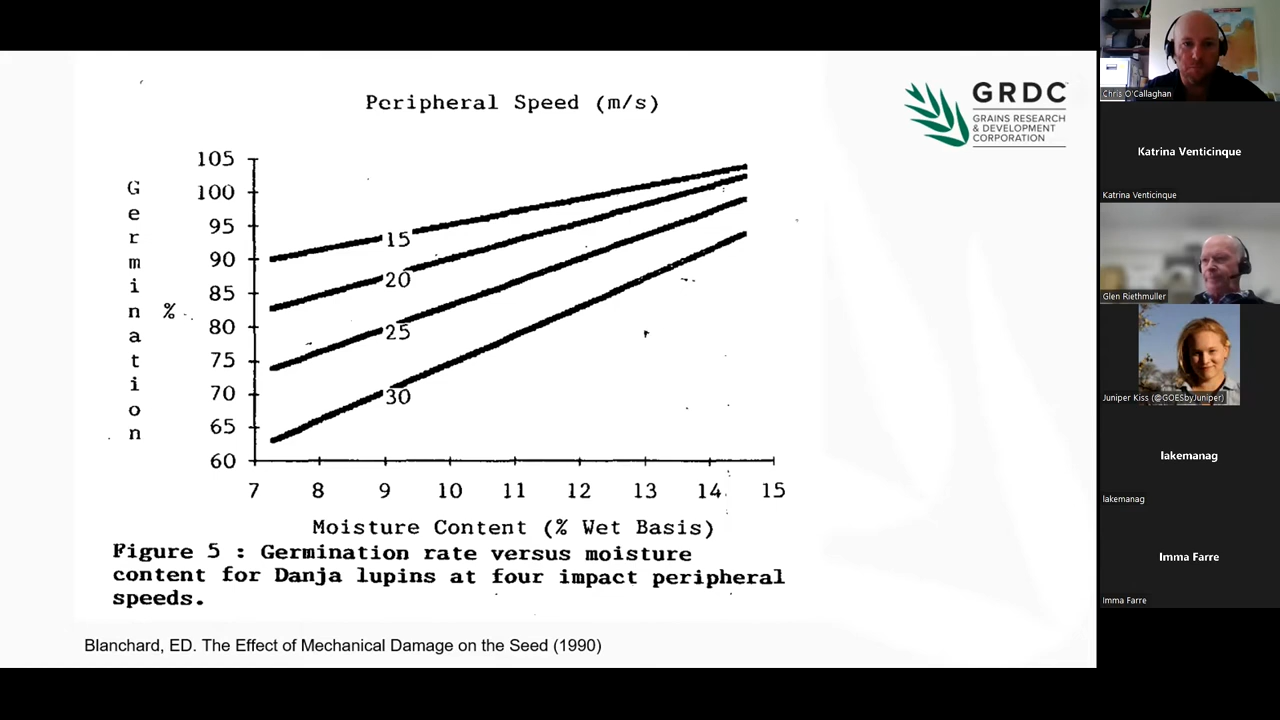 Peripheral Speed (m/s)
GRDC™
GRAINS RESEARCH
& DEVELOPMENT
CORPORATION
Germination
%
105
100
95
90
85
80
75
70
65
60
15
20
25
30
7 8 9 10 11 12 13 14 15
Moisture Content (% Wet Basis)
Figure 5 : Germination rate versus moisture
content for Danja lupins at four impact peripheral
speeds.
Blanchard, ED. The Effect of Mechanical Damage on the Seed (1990)
Chris O'Callaghan
Katrina Venticinque
Katrina Venticinque
Glen Riethmuller
Juniper Kiss (@GOESbyJuniper)
lakemanag
lakemanag
Imma Farre
Imma Farre